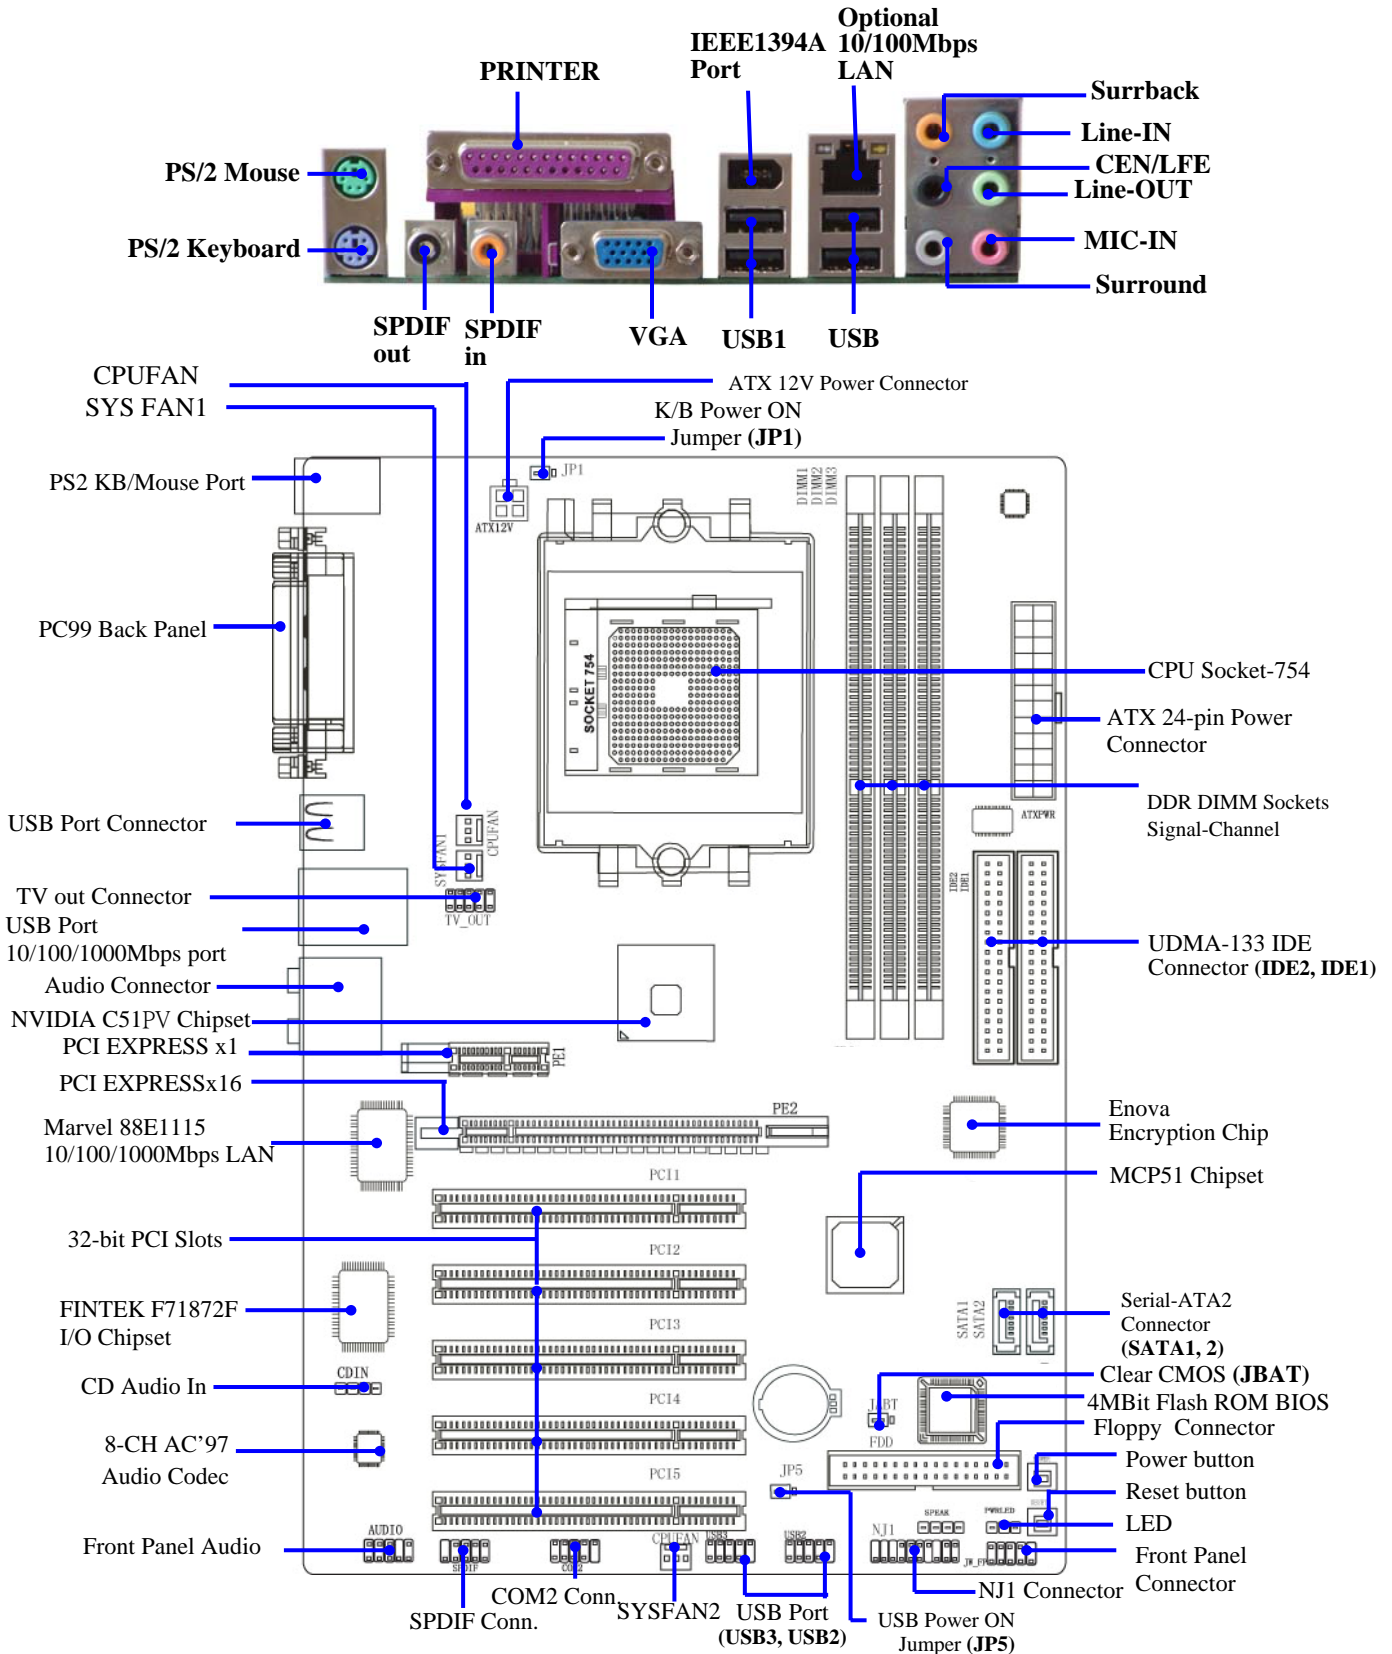 Optional
10/100Mbps
LAN
IEEE1394A
Port
PRINTER
Surrback
Line-IN
CEN/LFE
Line-OUT
MIC-IN
Surround
PS/2 Mouse
PS/2 Keyboard
SPDIF
out
SPDIF
in
VGA
USB1
USB
CPUFAN
SYS FAN1
ATX 12V Power Connector
K/B Power ON
Jumper (JP1)
JP1
ATX12V
DIMM1
DIMM2
DIMM3
PS2 KB/Mouse Port
PC99 Back Panel
SOCKET 754
CPU Socket-754
ATX 24-pin Power
Connector
ATXPWR
DDR DIMM Sockets
Signal-Channel
USB Port Connector
CPUFAN
SYSFAN1
TV out Connector
TV_OUT
USB Port
10/100/1000Mbps port
IDE2
IDE1
UDMA-133 IDE
Connector (IDE2, IDE1)
Audio Connector
NVIDIA C51PV Chipset
PCI EXPRESS x1
PE1
PCI EXPRESSx16
PE2
Marvel 88E1115
10/100/1000Mbps LAN
Enova
Encryption Chip
MCP51 Chipset
PCI1
32-bit PCI Slots
PCI2
PCI3
PCI4
PCI5
FINTEK F71872F
I/O Chipset
SATA1
SATA2
Serial-ATA2
Connector
(SATA1, 2)
Clear CMOS (JBAT)
JABT
4MBit Flash ROM BIOS
Floppy Connector
FDD
CDIN
CD Audio In
8-CH AC’97
Audio Codec
JP5
Power button
Reset button
LED
SPEAK
PWRLED
AUDIO
Front Panel Audio
SPDIF
COM2
CPUFAN
USB3
USB2
NJ1
JW_FP
Front Panel
Connector
NJ1 Connector
SPDIF Conn.
COM2 Conn.
SYSFAN2
USB Port
(USB3, USB2)
USB Power ON
Jumper (JP5)